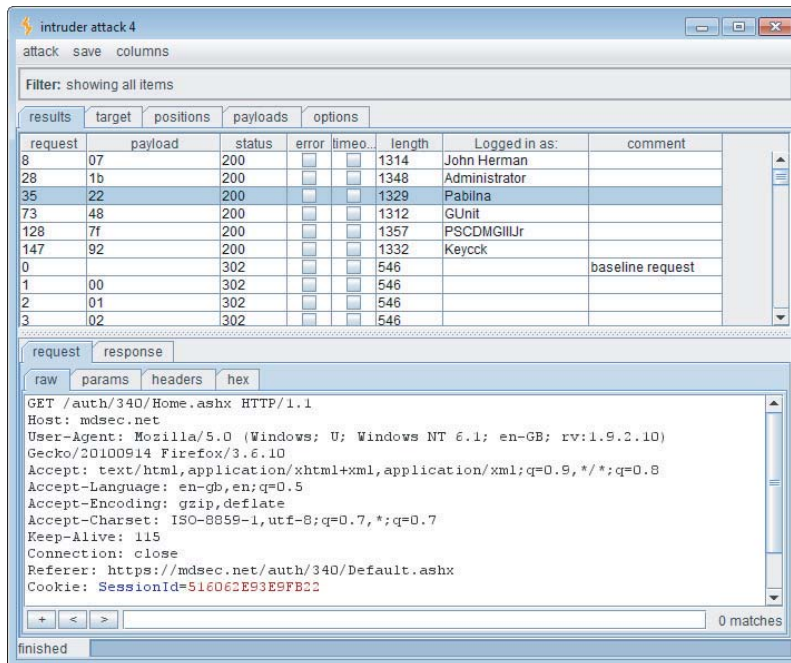 intruder attack 4
attack save columns
Filter: showing all items
results target positions payloads options
request payload status error timeo... length Logged in as: comment
8 07 200 1314 John Herman
28 1b 200 1348 Administrator
35 22 200 1329 Pabilna
73 48 200 1312 GUnit
128 7f 200 1357 PSCDMGIIIJr
147 92 200 1332 Keycck
0 302 546 baseline request
1 00 302 546
2 01 302 546
3 02 302 546
request response
raw params headers hex
GET /auth/340/Home.ashx HTTP/1.1
Host: mdsec.net
User-Agent: Mozilla/5.0 (Windows; U; Windows NT 6.1; en-GB; rv:1.9.2.10)
Gecko/20100914 Firefox/3.6.10
Accept: text/html,application/xhtml+xml,application/xml;q=0.9,*/*;q=0.8
Accept-Language: en-gb,en;q=0.5
Accept-Encoding: gzip,deflate
Accept-Charset: ISO-8859-1,utf-8;q=0.7,*;q=0.7
Keep-Alive: 115
Connection: close
Referer: https://mdsec.net/auth/340/Default.ashx
Cookie: SessionId=516062E93E9FB22
+ < > 0 matches
finished